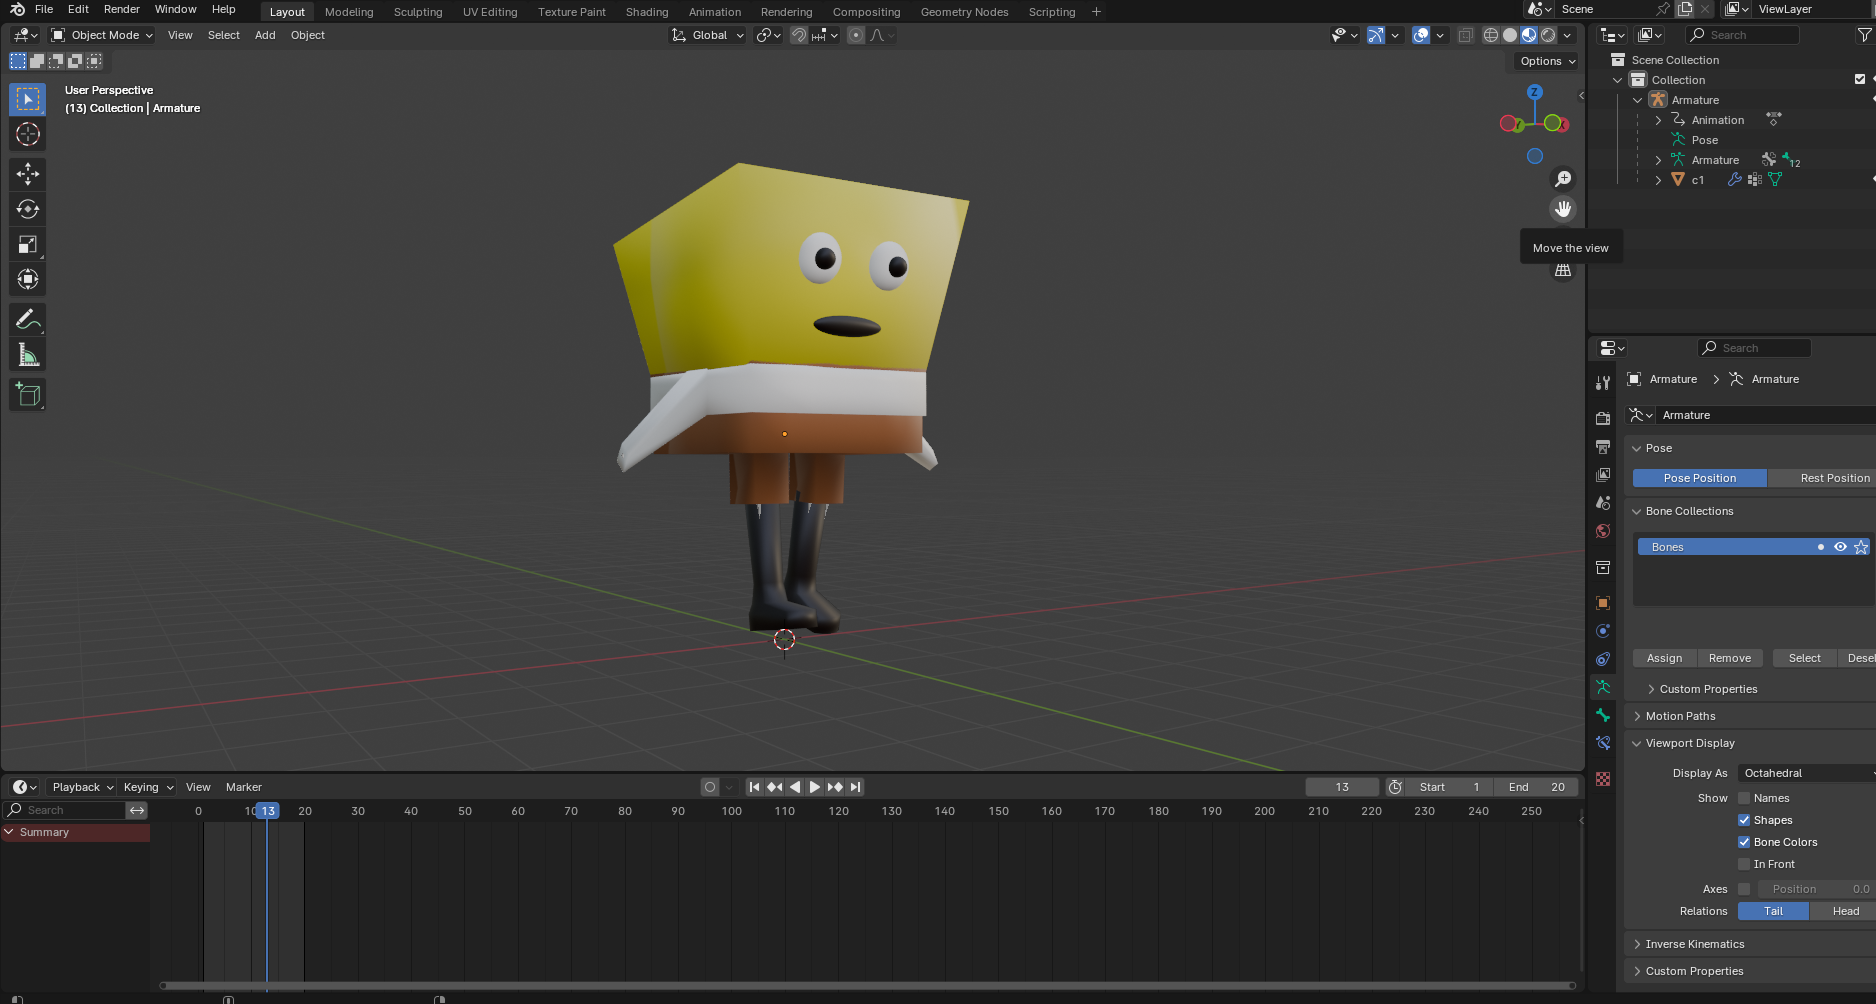 File Edit Render Window Help Layout Modeling Sculpting UV Editing Texture Paint Shading Animation Rendering Compositing Geometry Nodes Scripting + Scene ViewLayer
Object Mode View Select Add Object Global Search
Options
User Perspective
(13) Collection | Armature
Z
Y
X
Move the view
Scene Collection
Collection
Armature
Animation
Pose
Armature 12
c1
Search
Armature > Armature
Armature
Pose
Pose Position Rest Position
Bone Collections
Bones
Assign Remove Select Desel
Custom Properties
Motion Paths
Viewport Display
Display As Octahedral
Show Names
Shapes
Bone Colors
In Front
Axes Position 0.0
Relations Tail Head
Inverse Kinematics
Custom Properties
Playback Keying View Marker 13 Start 1 End 20
Search 0 10 13 20 30 40 50 60 70 80 90 100 110 120 130 140 150 160 170 180 190 200 210 220 230 240 250
Summary